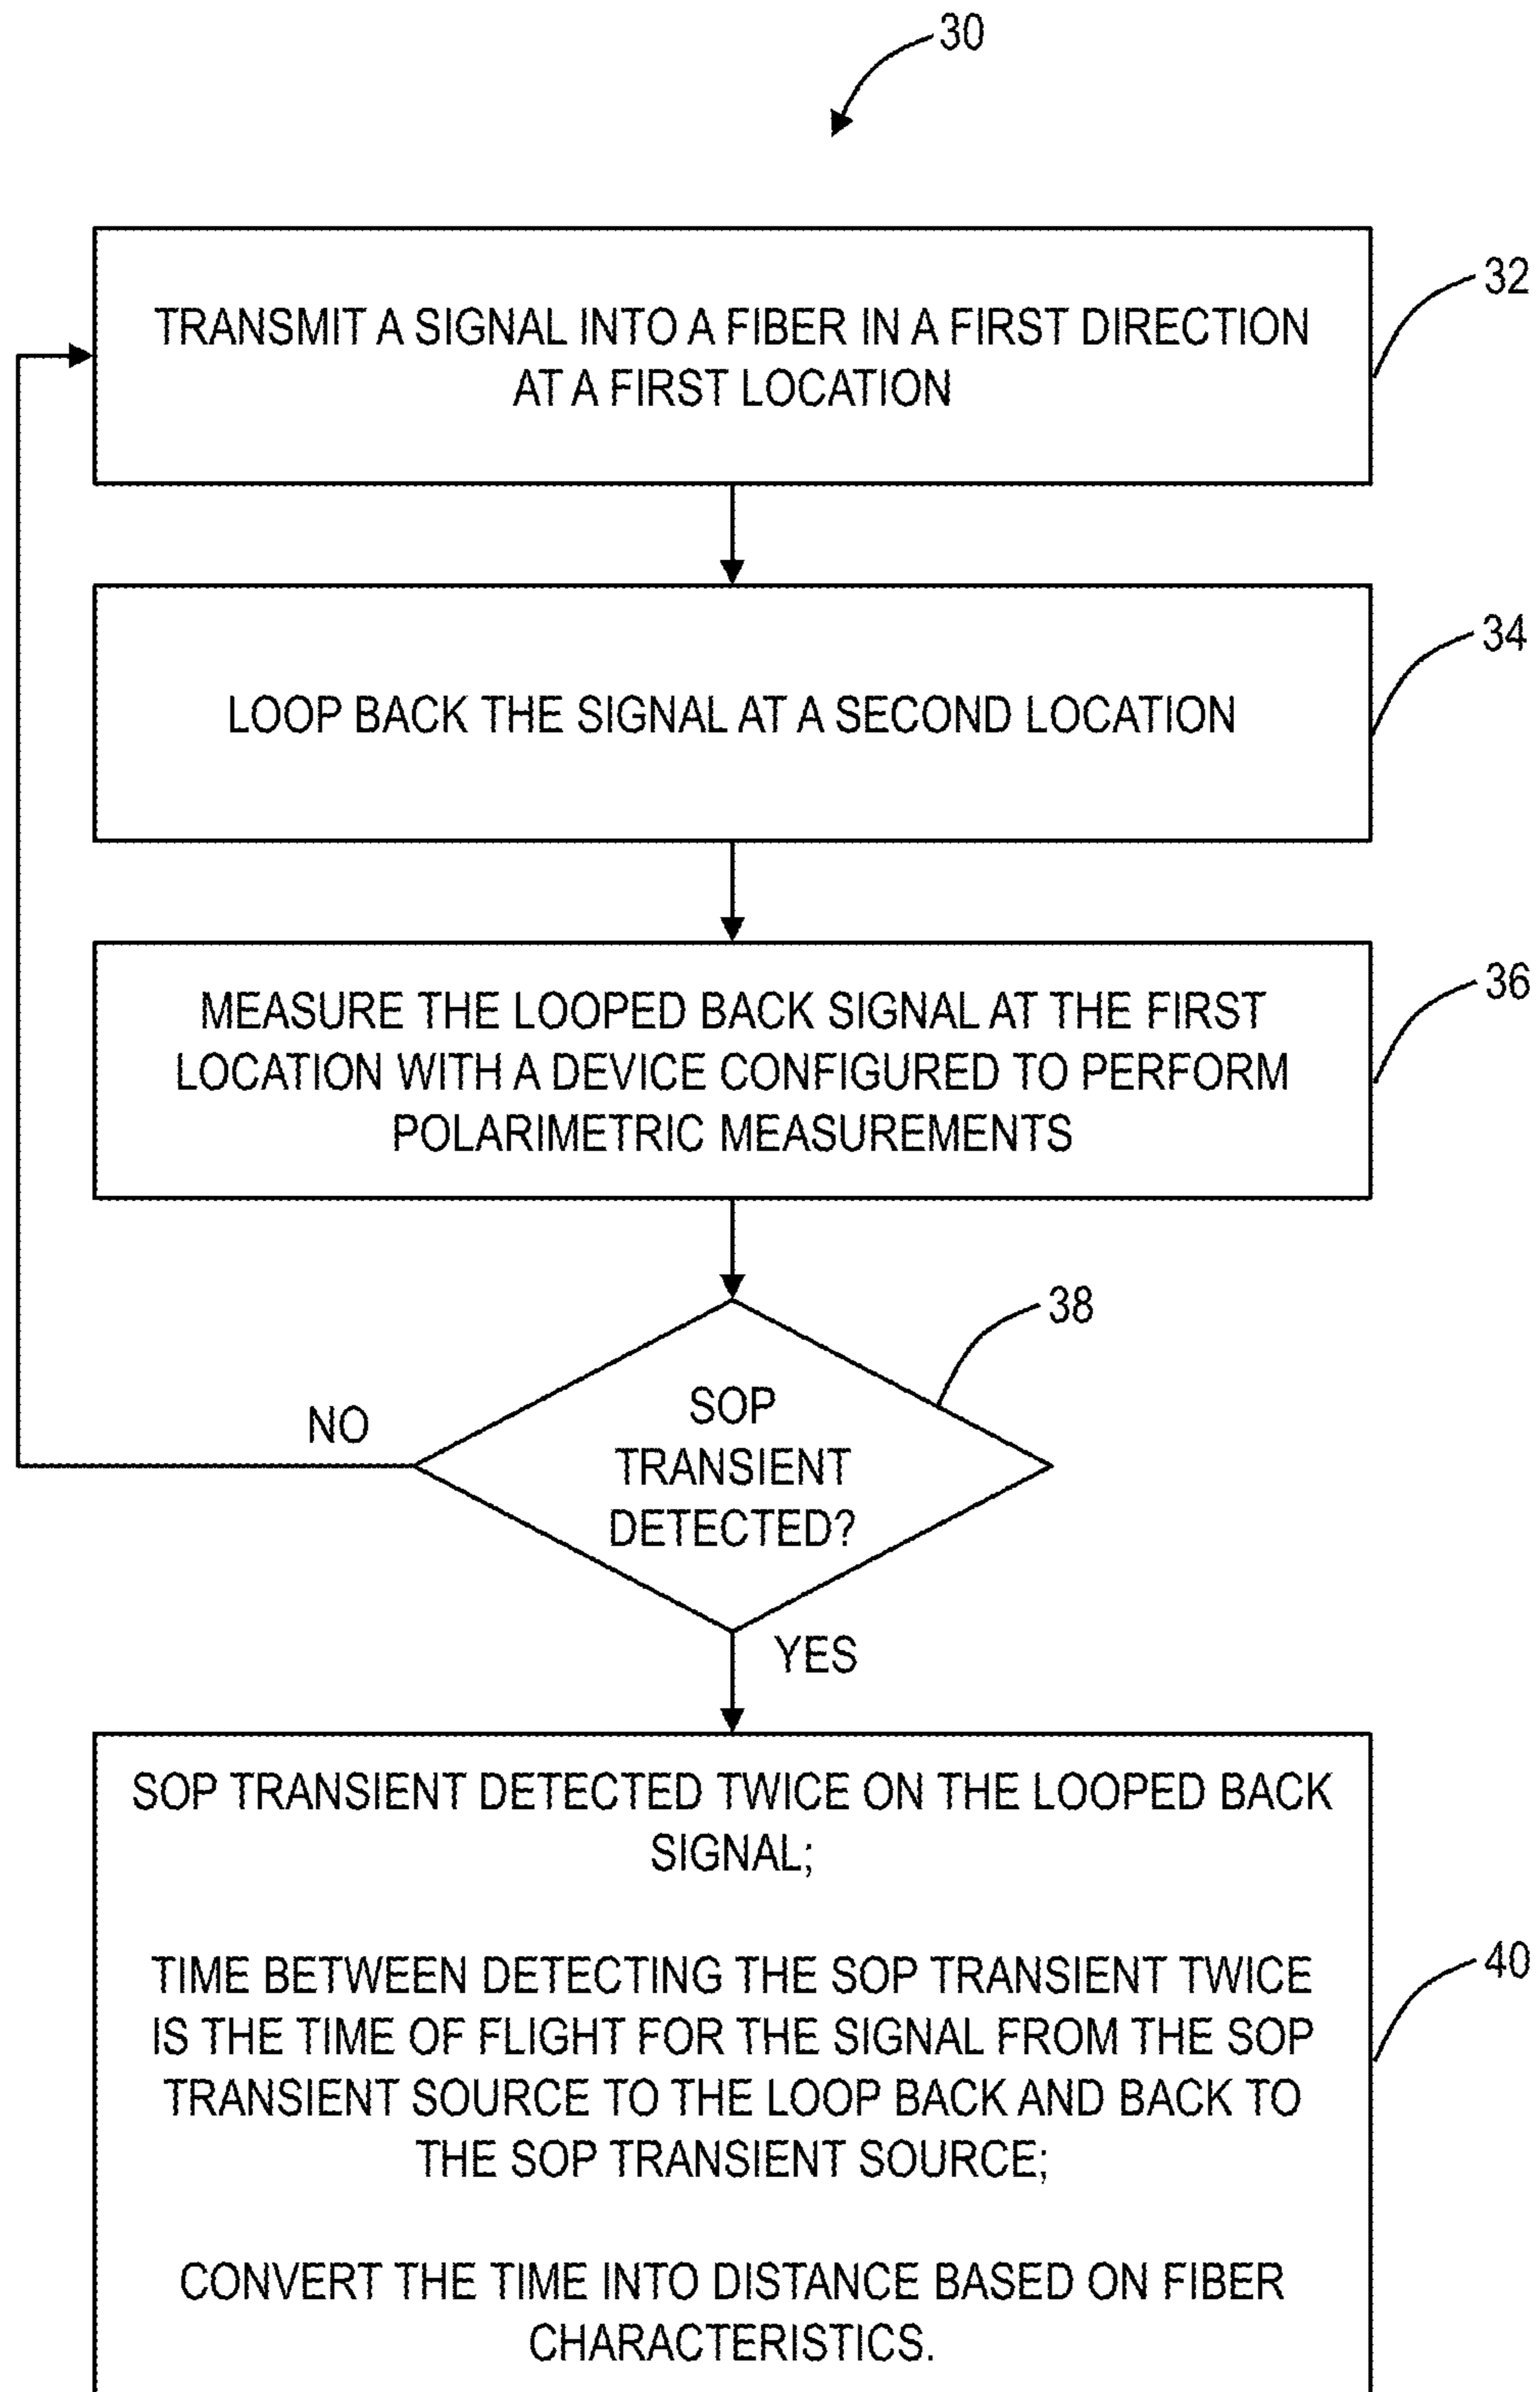 30
32
TRANSMIT A SIGNAL INTO A FIBER IN A FIRST DIRECTION
AT A FIRST LOCATION
34
LOOP BACK THE SIGNAL AT A SECOND LOCATION
36
MEASURE THE LOOPED BACK SIGNAL AT THE FIRST
LOCATION WITH A DEVICE CONFIGURED TO PERFORM
POLARIMETRIC MEASUREMENTS
38
SOP
TRANSIENT
DETECTED?
NO
YES
SOP TRANSIENT DETECTED TWICE ON THE LOOPED BACK
SIGNAL;
40
TIME BETWEEN DETECTING THE SOP TRANSIENT TWICE
IS THE TIME OF FLIGHT FOR THE SIGNAL FROM THE SOP
TRANSIENT SOURCE TO THE LOOP BACK AND BACK TO
THE SOP TRANSIENT SOURCE;
CONVERT THE TIME INTO DISTANCE BASED ON FIBER
CHARACTERISTICS.